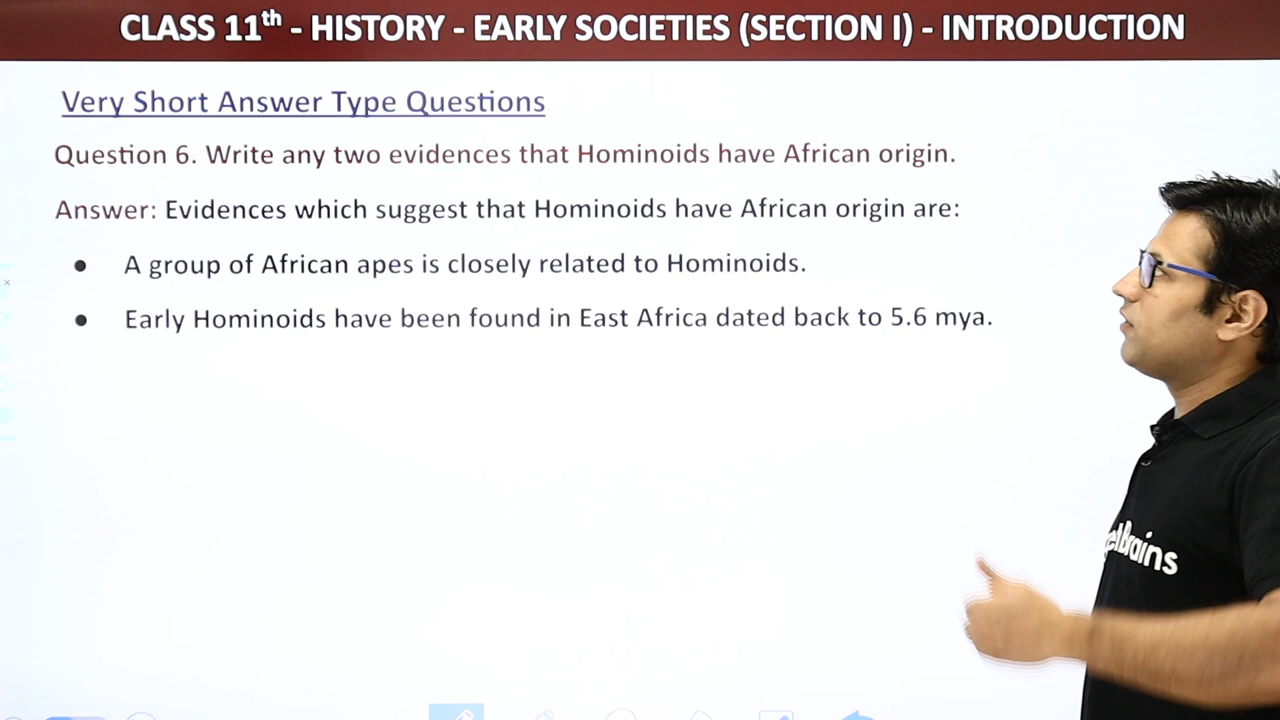 CLASS 11th - HISTORY - EARLY SOCIETIES (SECTION I) - INTRODUCTION
Very Short Answer Type Questions
Question 6. Write any two evidences that Hominoids have African origin.
Answer: Evidences which suggest that Hominoids have African origin are:
● A group of African apes is closely related to Hominoids.
● Early Hominoids have been found in East Africa dated back to 5.6 mya.
elBrains